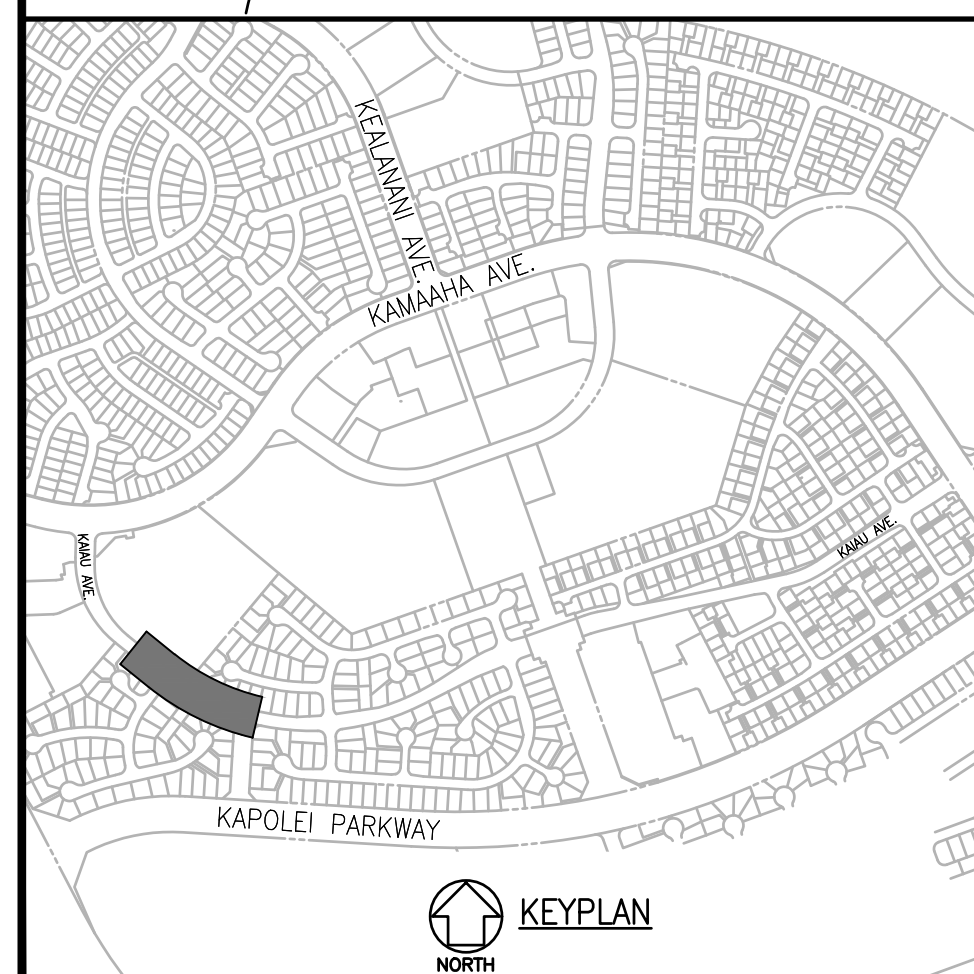 KEALANANI AVE.
KAMAAHA AVE.
KAIAU AVE.
KAIAU AVE.
KAPOLEI PARKWAY
KEYPLAN
NORTH